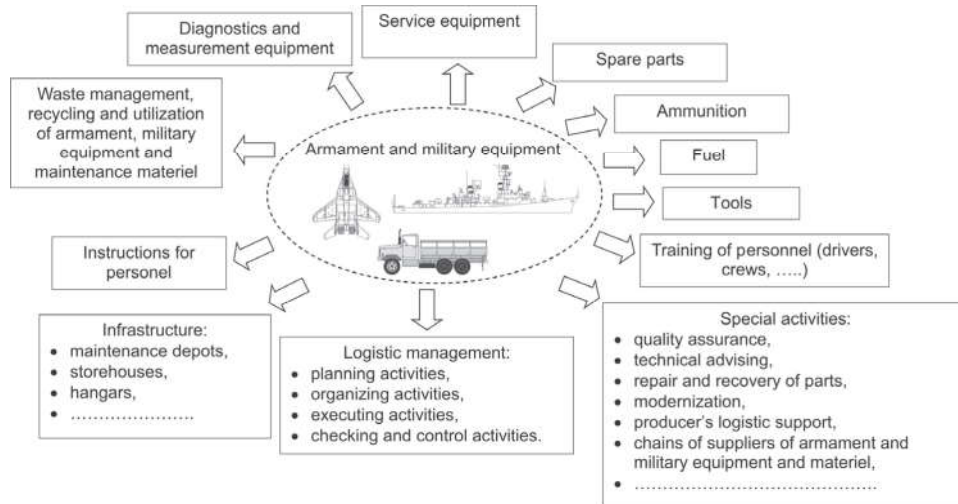 Diagnostics and
measurement equipment
Service equipment
Spare parts
Waste management,
recycling and utilization
of armament, military
equipment and
maintenance materiel
Ammunition
Armament and military equipment
Fuel
Tools
Instructions for
personel
Training of personnel (drivers,
crews, .....)
Infrastructure:
• maintenance depots,
• storehouses,
• hangars,
• ......................
Logistic management:
• planning activities,
• organizing activities,
• executing activities,
• checking and control activities.
Special activities:
• quality assurance,
• technical advising,
• repair and recovery of parts,
• modernization,
• producer's logistic support,
• chains of suppliers of armament and
military equipment and materiel,
• ..........................................